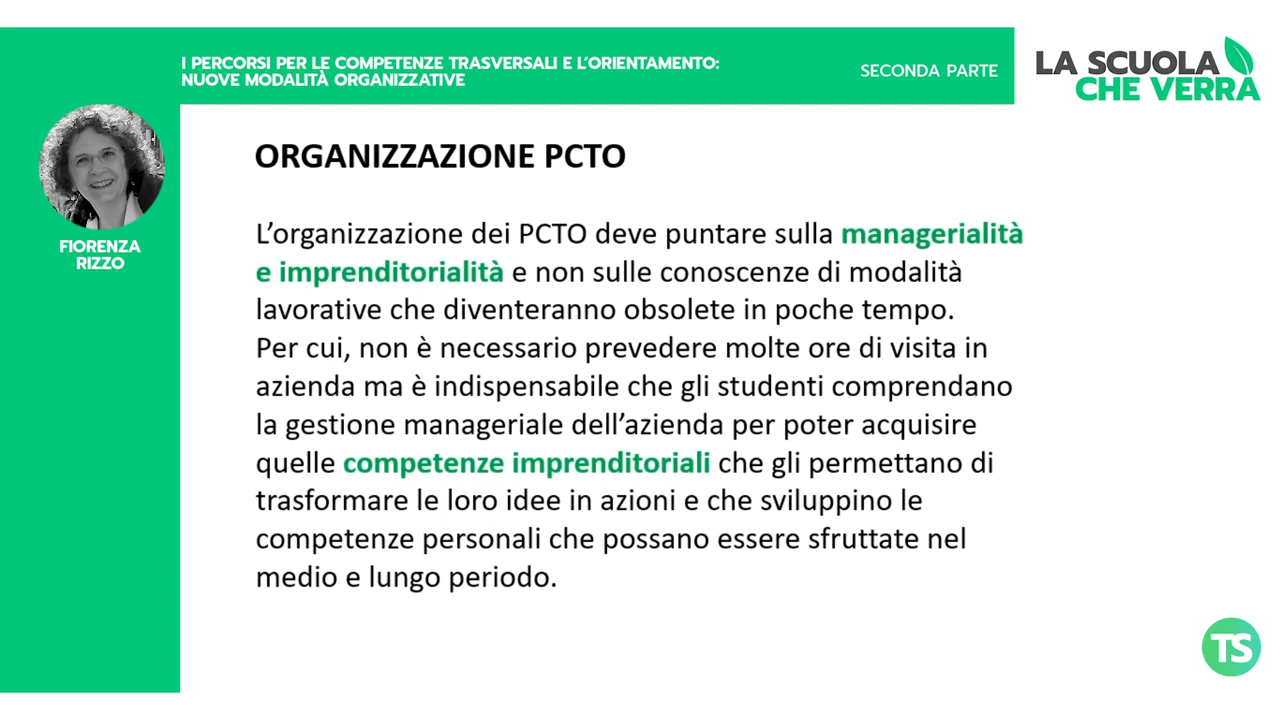 I PERCORSI PER LE COMPETENZE TRASVERSALI E L'ORIENTAMENTO:
NUOVE MODALITÀ ORGANIZZATIVE
SECONDA PARTE
LA SCUOLA
CHE VERRÀ
FIORENZA
RIZZO
ORGANIZZAZIONE PCTO
L'organizzazione dei PCTO deve puntare sulla managerialità
e imprenditorialità e non sulle conoscenze di modalità
lavorative che diventeranno obsolete in poche tempo.
Per cui, non è necessario prevedere molte ore di visita in
azienda ma è indispensabile che gli studenti comprendano
la gestione manageriale dell'azienda per poter acquisire
quelle competenze imprenditoriali che gli permettano di
trasformare le loro idee in azioni e che sviluppino le
competenze personali che possano essere sfruttate nel
medio e lungo periodo.
TS